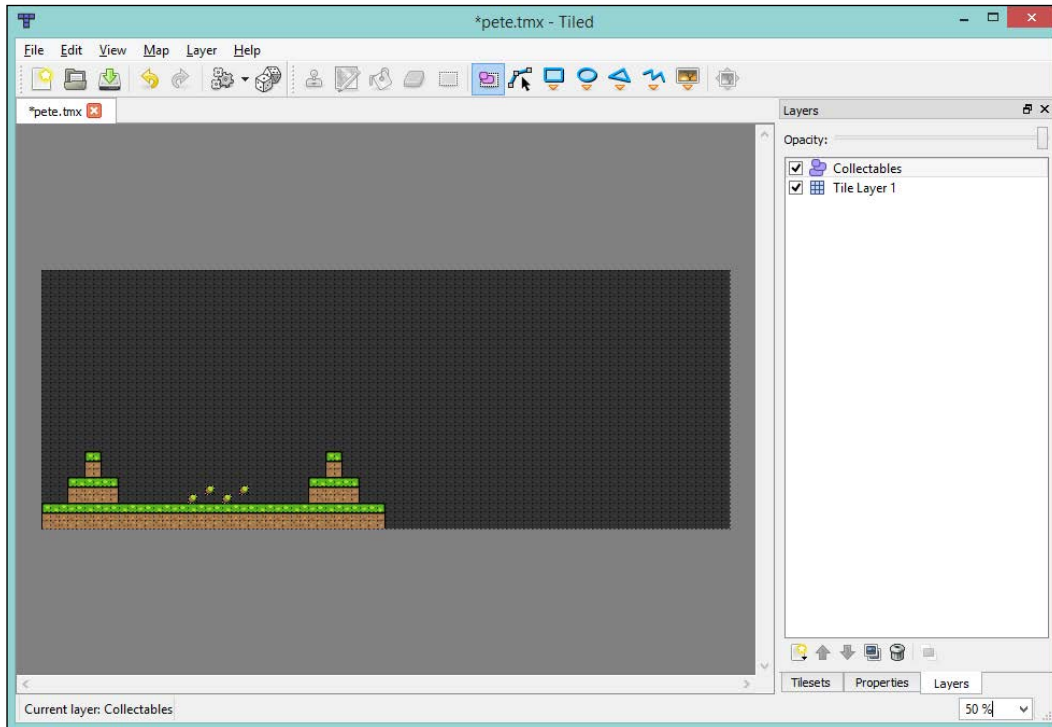 *pete.tmx - Tiled
File Edit View Map Layer Help
*pete.tmx
Layers
Opacity:
Collectables
Tile Layer 1
Tilesets Properties Layers
Current layer: Collectables
50 %